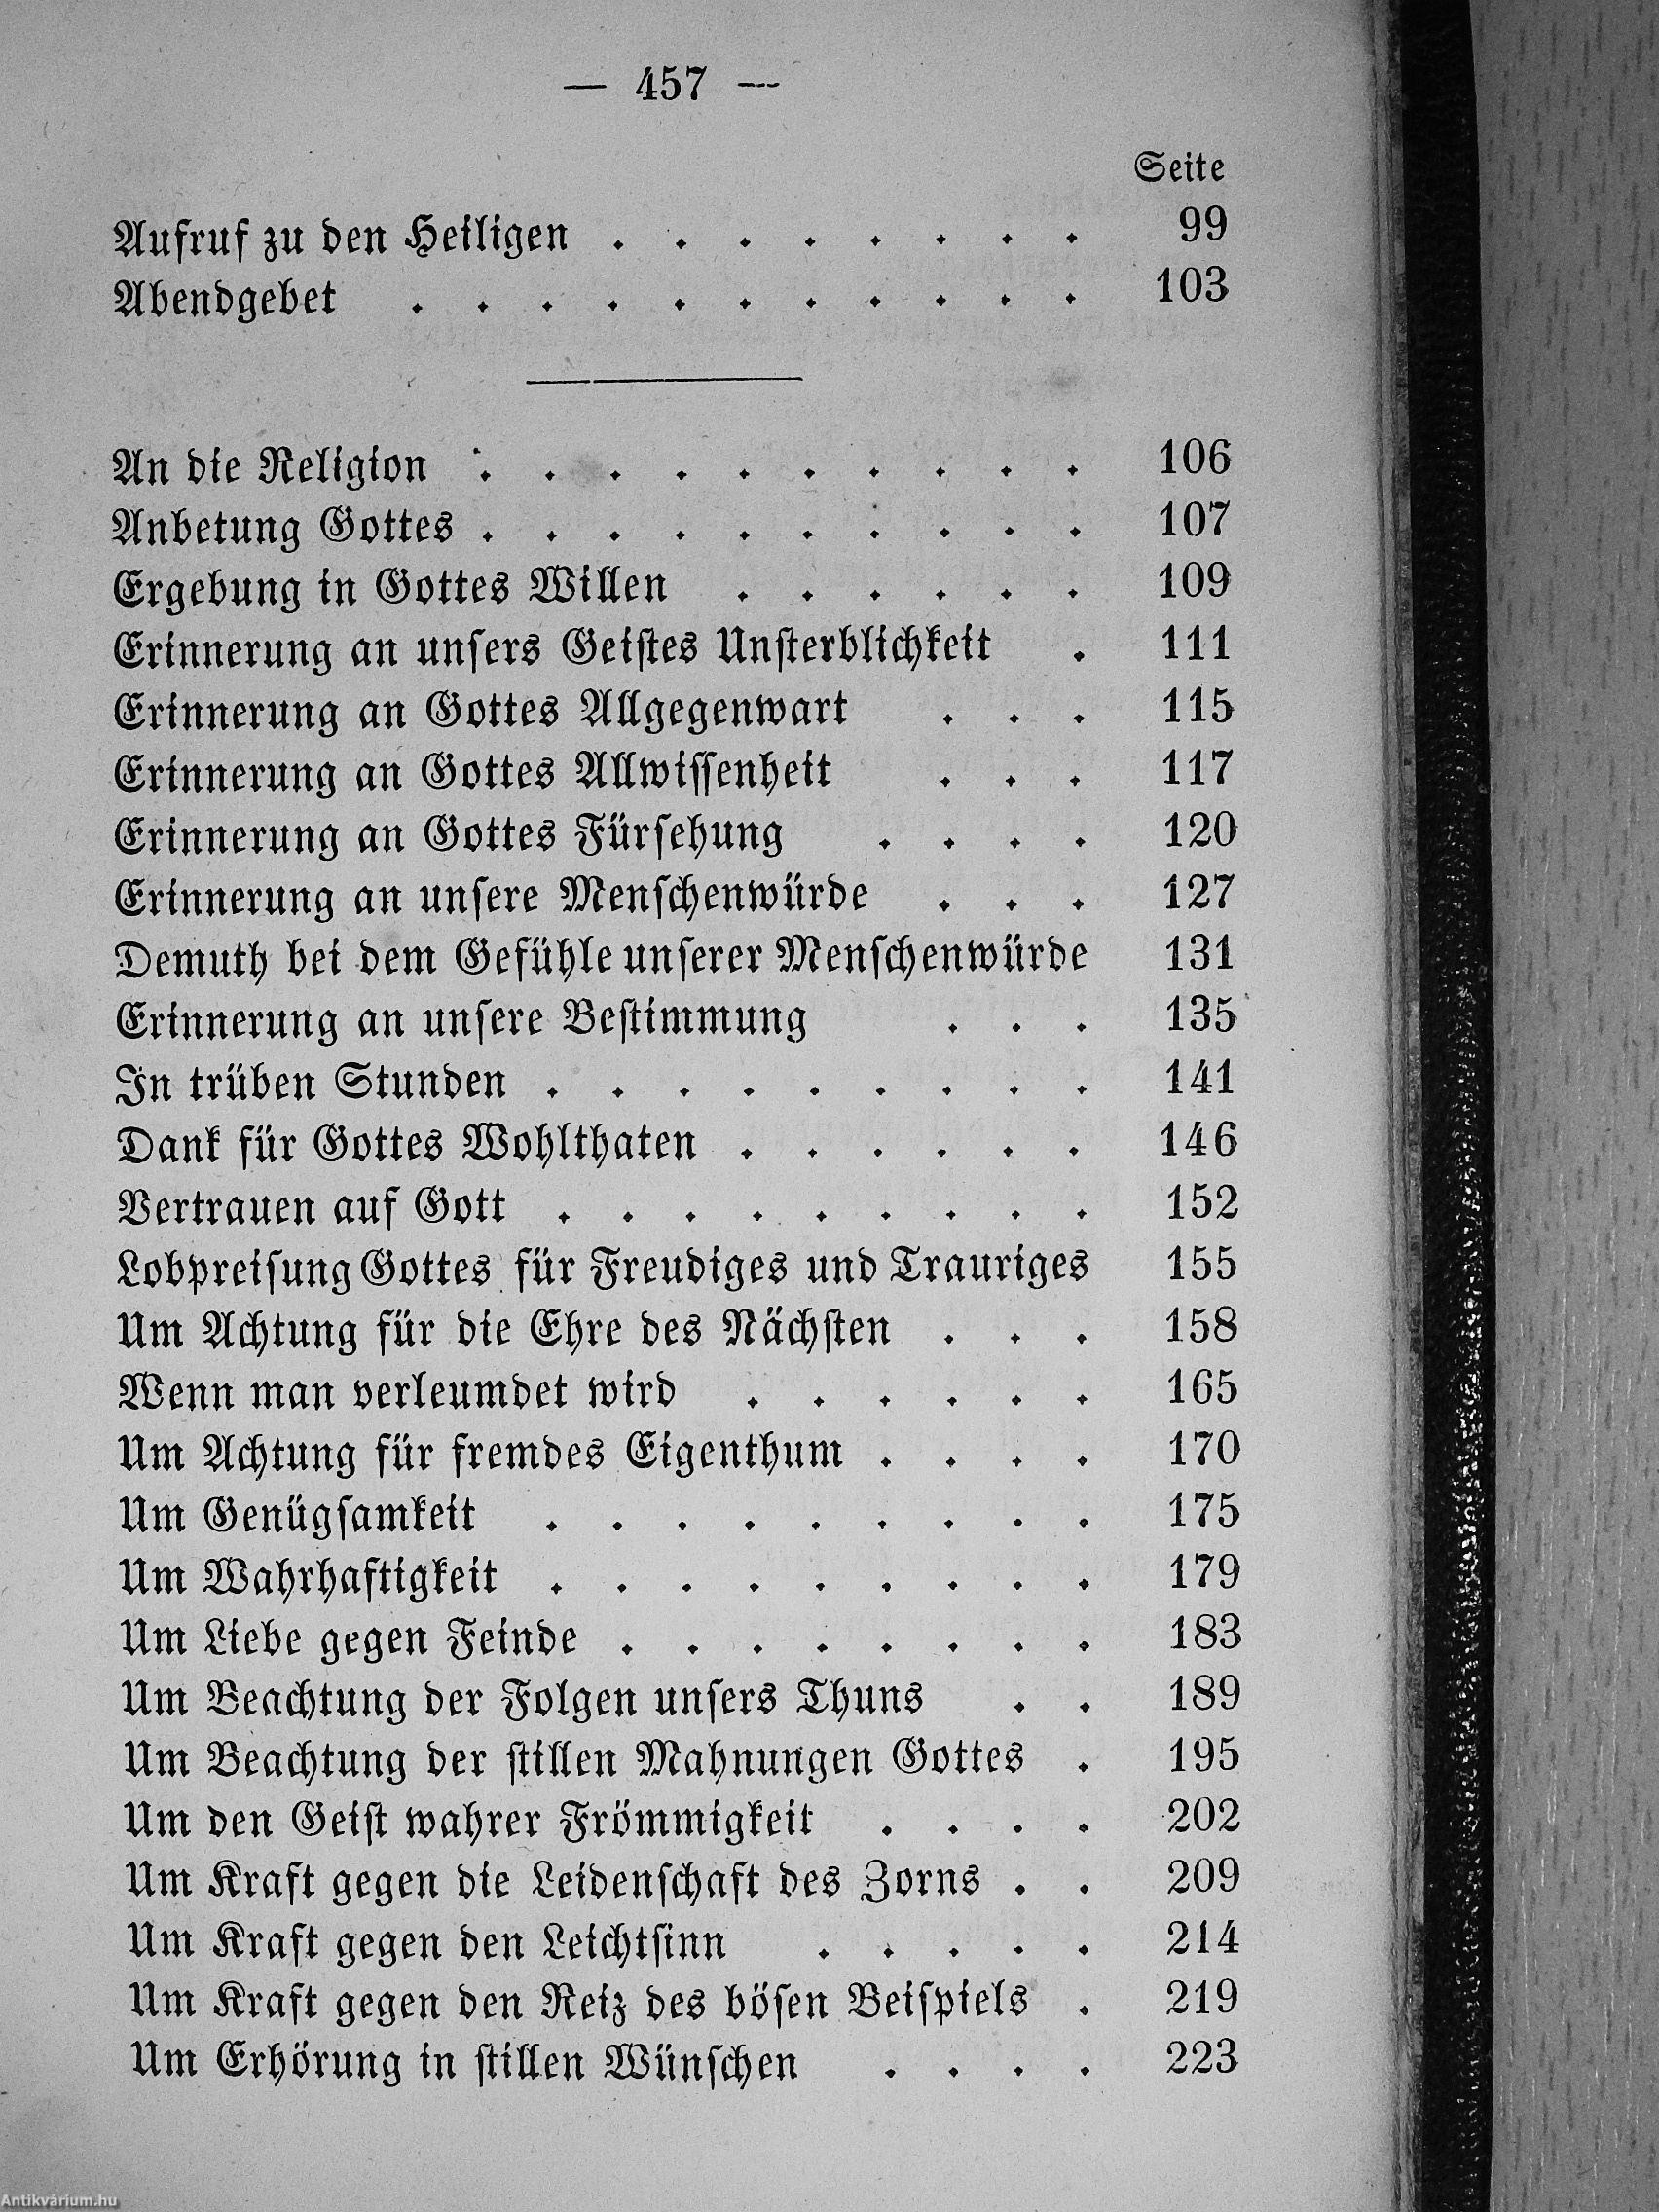 — 457 —
Seite
Aufruf zu den Heiligen . . . . . . . . 99
Abendgebet . . . . . . . . . . . 103
An die Religion . . . . . . . . . . 106
Anbetung Gottes . . . . . . . . . . 107
Ergebung in Gottes Willen . . . . . . 109
Erinnerung an unsers Geistes Unsterblichkeit . 111
Erinnerung an Gottes Allgegenwart . . . 115
Erinnerung an Gottes Allwissenheit . . . 117
Erinnerung an Gottes Fürsehung . . . . 120
Erinnerung an unsere Menschenwürde . . . 127
Demuth bei dem Gefühle unserer Menschenwürde 131
Erinnerung an unsere Bestimmung . . . 135
In trüben Stunden . . . . . . . . . 141
Dank für Gottes Wohlthaten . . . . . . 146
Vertrauen auf Gott . . . . . . . . . 152
Lobpreisung Gottes für Freudiges und Trauriges 155
Um Achtung für die Ehre des Nächsten . . . 158
Wenn man verleumdet wird . . . . . . 165
Um Achtung für fremdes Eigenthum . . . . 170
Um Genügsamkeit . . . . . . . . . 175
Um Wahrhaftigkeit . . . . . . . . . 179
Um Liebe gegen Feinde . . . . . . . . 183
Um Beachtung der Folgen unsers Thuns . . 189
Um Beachtung der stillen Mahnungen Gottes . 195
Um den Geist wahrer Frömmigkeit . . . . 202
Um Kraft gegen die Leidenschaft des Zorns . . 209
Um Kraft gegen den Leichtsinn . . . . . 214
Um Kraft gegen den Reiz des bösen Beispiels . 219
Um Erhörung in stillen Wünschen . . . . 223
Antikvárium.hu